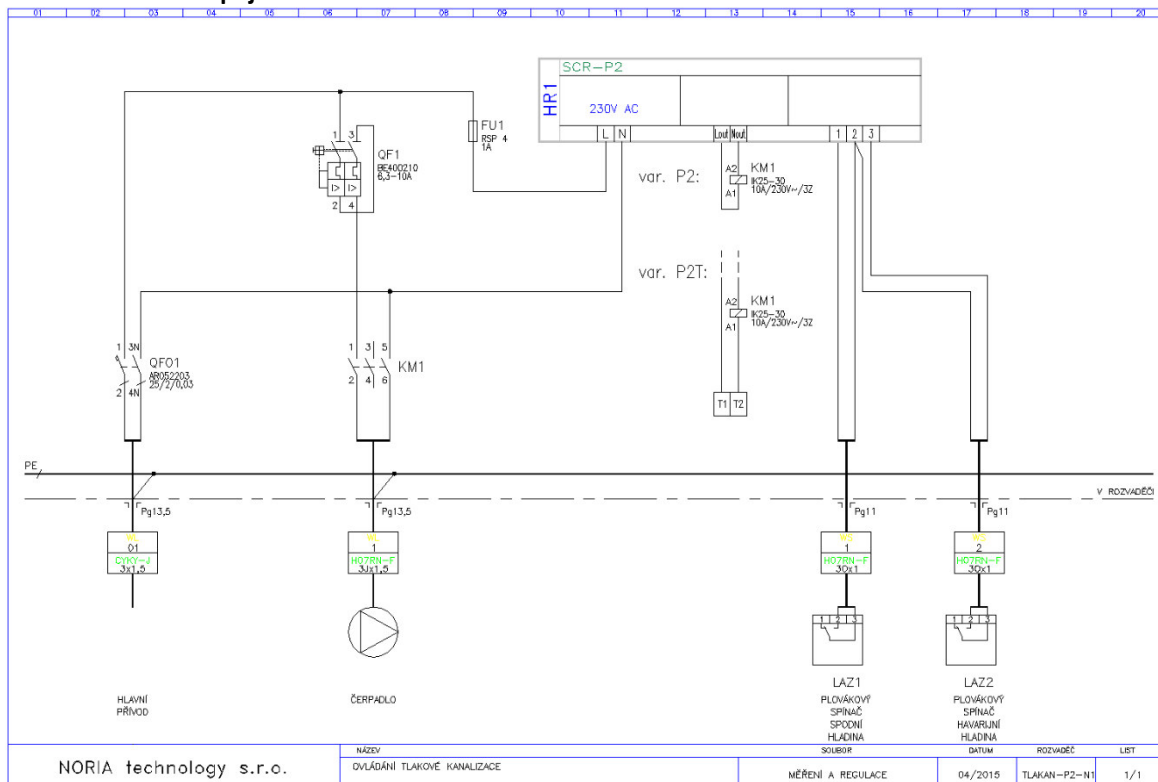 01 02 03 04 05 06 07 08 09 10 11 12 13 14 15 16 17 18 19 20
HR1
SCR-P2
230V AC
L N
Lout Nout
1 2 3
FU1
RSP 4
1A
1 3
QF1
6,3-10A
I> I>
2 4
var. P2:
A2
A1
KM1
IK25-30
10A/230V~/3Z
var. P2T:
A2
A1
KM1
IK25-30
10A/230V~/3Z
1 3N
QF01
25/2/0,03
2 4N
1 3 5
KM1
2 4 6
T1 T2
PE
V ROZVADĚČI
Pg13,5
Pg13,5
Pg11
Pg11
WL
01
CYKY-J
3x1,5
WL
1
H07RN-F
3Jx1,5
WS
1
H07RN-F
3Ox1
WS
2
H07RN-F
3Ox1
1 2 3
1 2 3
LAZ1
LAZ2
HLAVNÍ
PŘÍVOD
ČERPADLO
PLOVÁKOVÝ
SPÍNAČ
SPODNÍ
HLADINA
PLOVÁKOVÝ
SPÍNAČ
HAVARIJNÍ
HLADINA
NORIA technology s.r.o.
NÁZEV
OVLÁDÁNÍ TLAKOVÉ KANALIZACE
SOUBOR
MĚŘENÍ A REGULACE
DATUM
04/2015
ROZVADĚČ
TLAKAN-P2-N1
LIST
1/1